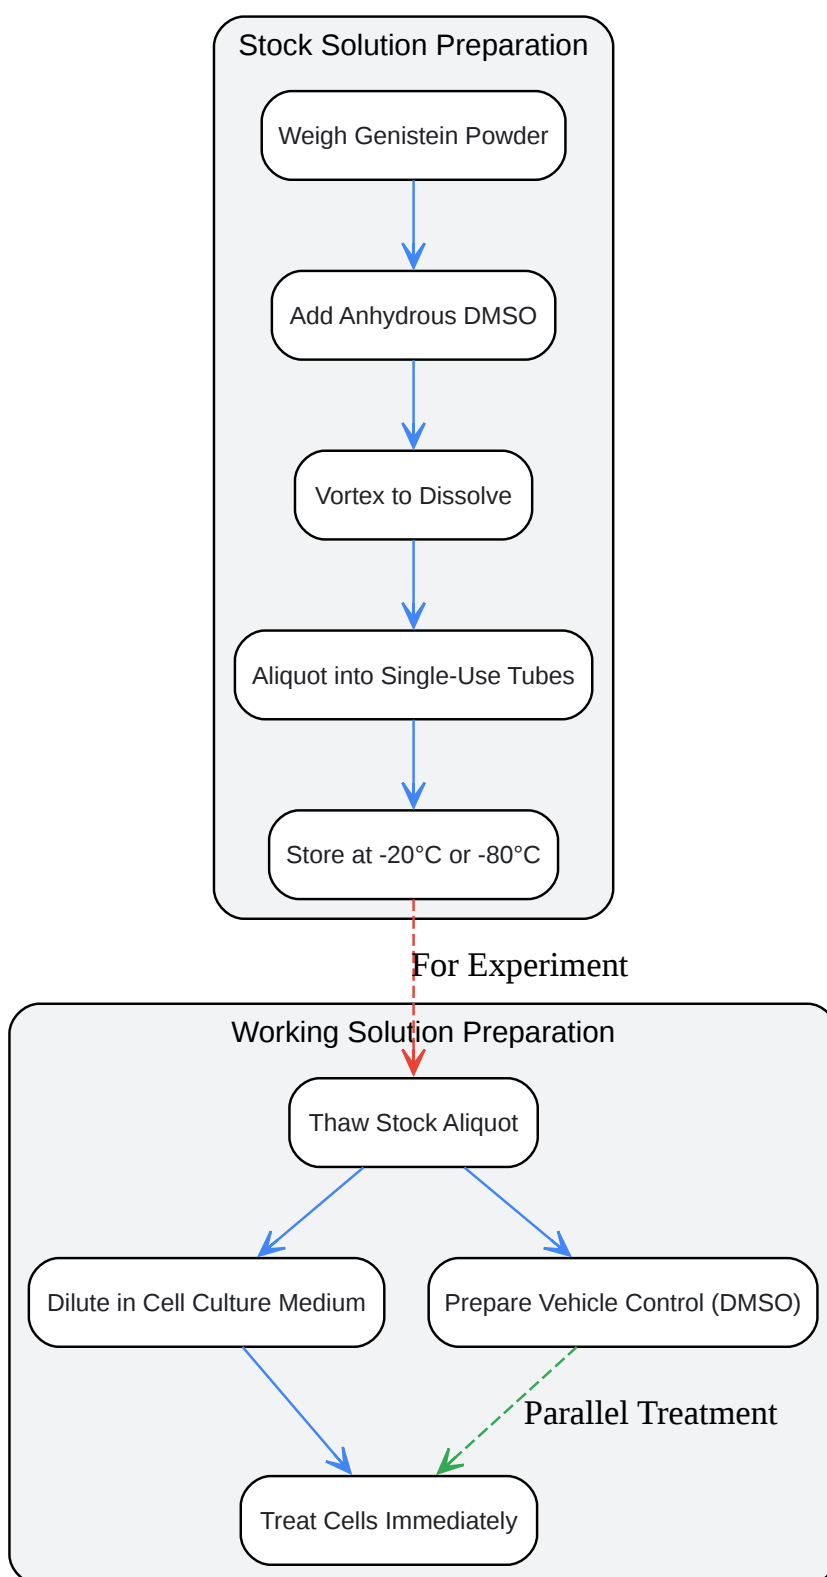 Stock Solution Preparation
Weigh Genistein Powder
Add Anhydrous DMSO
Vortex to Dissolve
Aliquot into Single-Use Tubes
Store at -20°C or -80°C
For Experiment
Working Solution Preparation
Thaw Stock Aliquot
Dilute in Cell Culture Medium
Prepare Vehicle Control (DMSO)
Parallel Treatment
Treat Cells Immediately